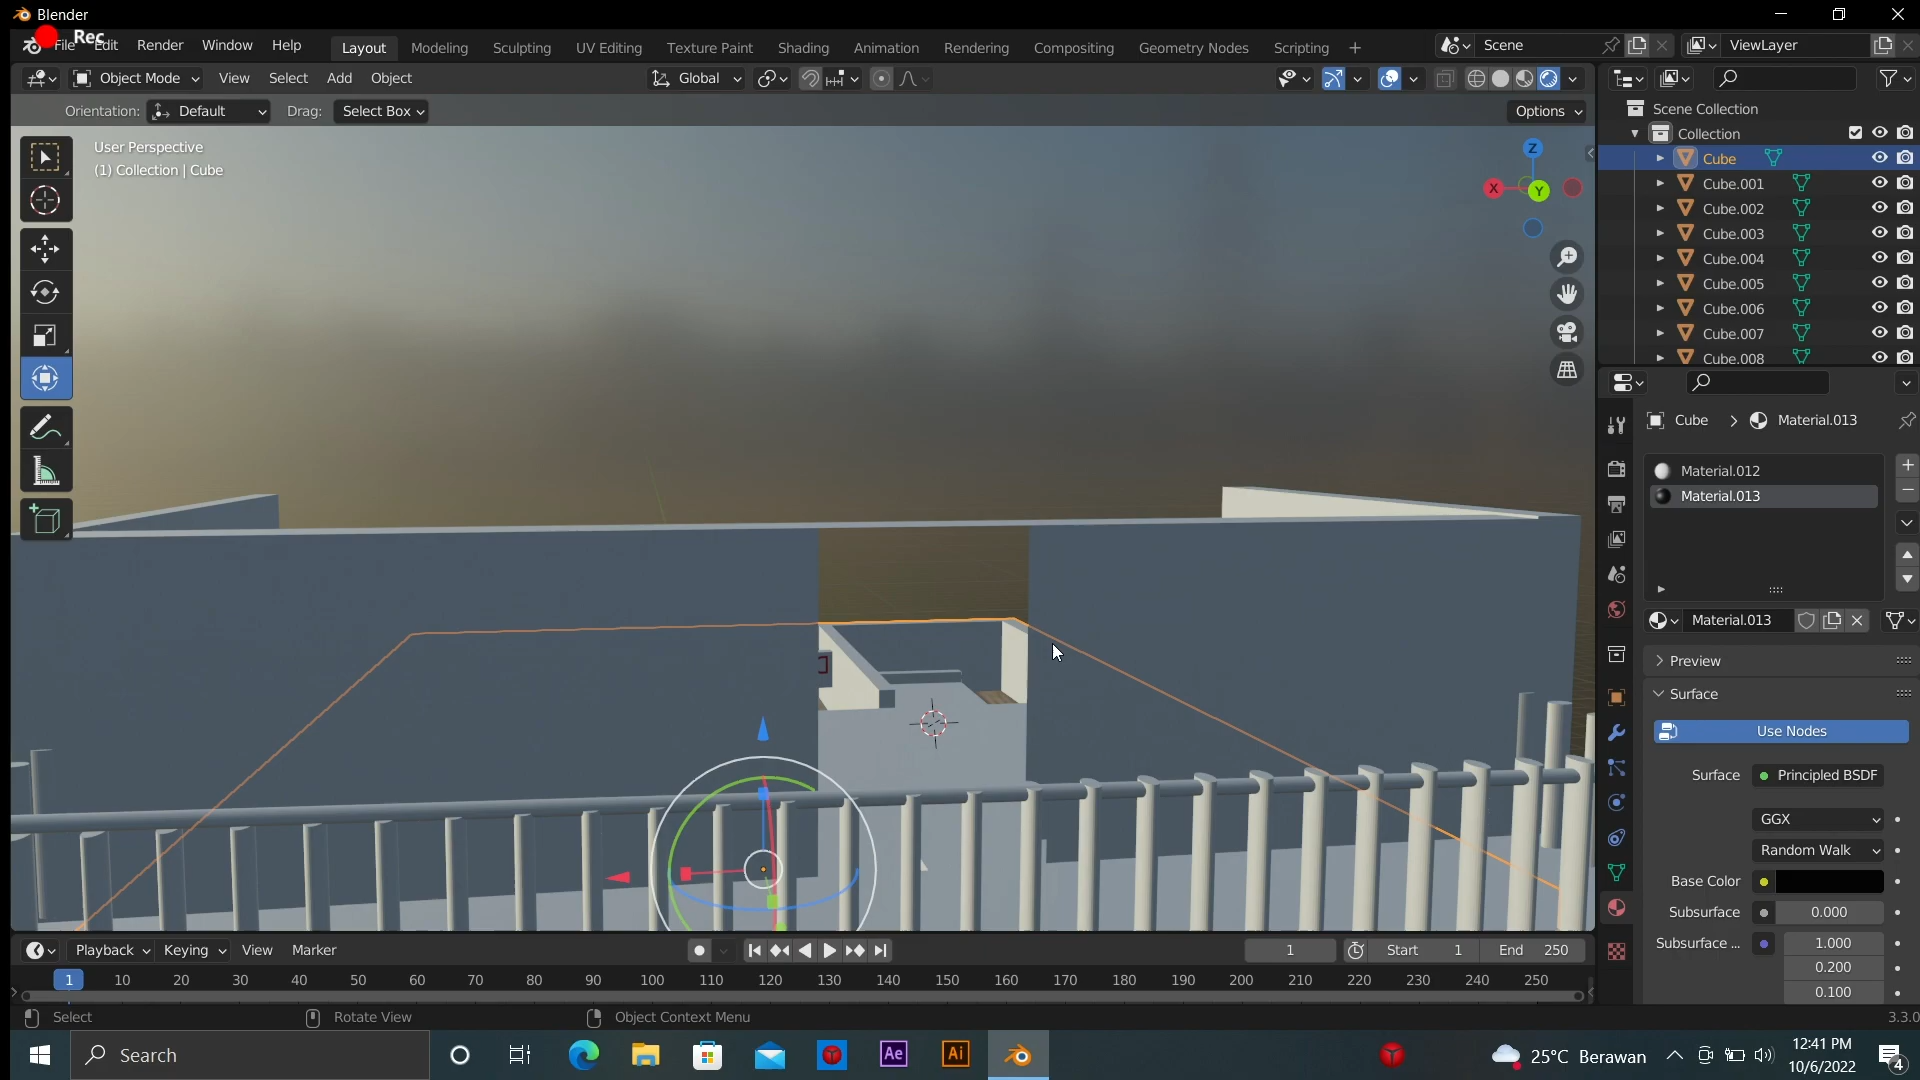 Blender
Rec
File Edit Render Window Help Layout Modeling Sculpting UV Editing Texture Paint Shading Animation Rendering Compositing Geometry Nodes Scripting Scene ViewLayer
Object Mode View Select Add Object Global
Orientation: Default Drag: Select Box Options
User Perspective
(1) Collection | Cube
Z
X
Y
Scene Collection
Collection
Cube
Cube.001
Cube.002
Cube.003
Cube.004
Cube.005
Cube.006
Cube.007
Cube.008
Cube Material.013
Material.012
Material.013
Material.013
Preview
Surface
Use Nodes
Surface Principled BSDF
GGX
Random Walk
Base Color
Subsurface 0.000
Subsurface ... 1.000
0.200
0.100
Playback Keying View Marker 1 Start 1 End 250
1 10 20 30 40 50 60 70 80 90 100 110 120 130 140 150 160 170 180 190 200 210 220 230 240 250
Select Rotate View Object Context Menu 3.3.0
Search Ae Ai 25°C Berawan 12:41 PM
10/6/2022 4